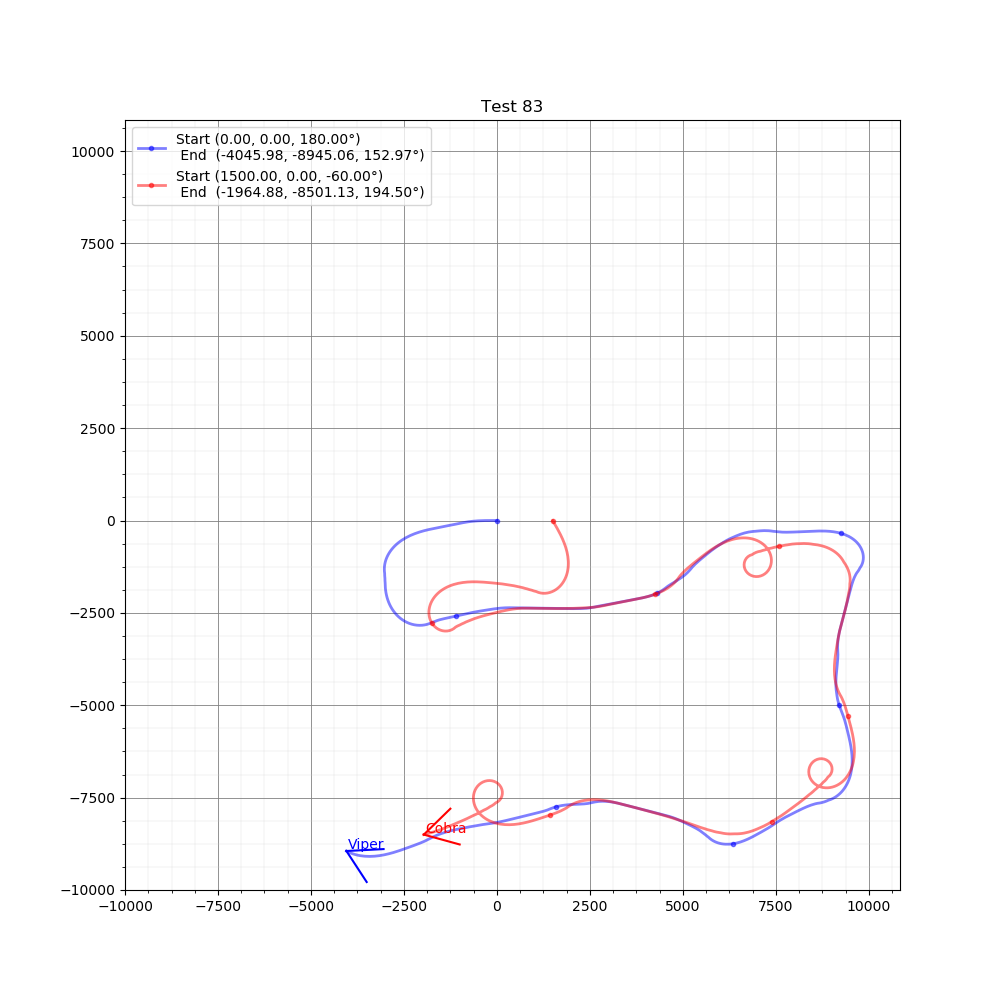 Test 83
Start (0.00, 0.00, 180.00°)
End  (-4045.98, -8945.06, 152.97°)
Start (1500.00, 0.00, -60.00°)
End  (-1964.88, -8501.13, 194.50°)
10000
7500
5000
2500
0
−2500
−5000
−7500
−10000
Cobra
Viper
−10000 −7500 −5000 −2500 0 2500 5000 7500 10000